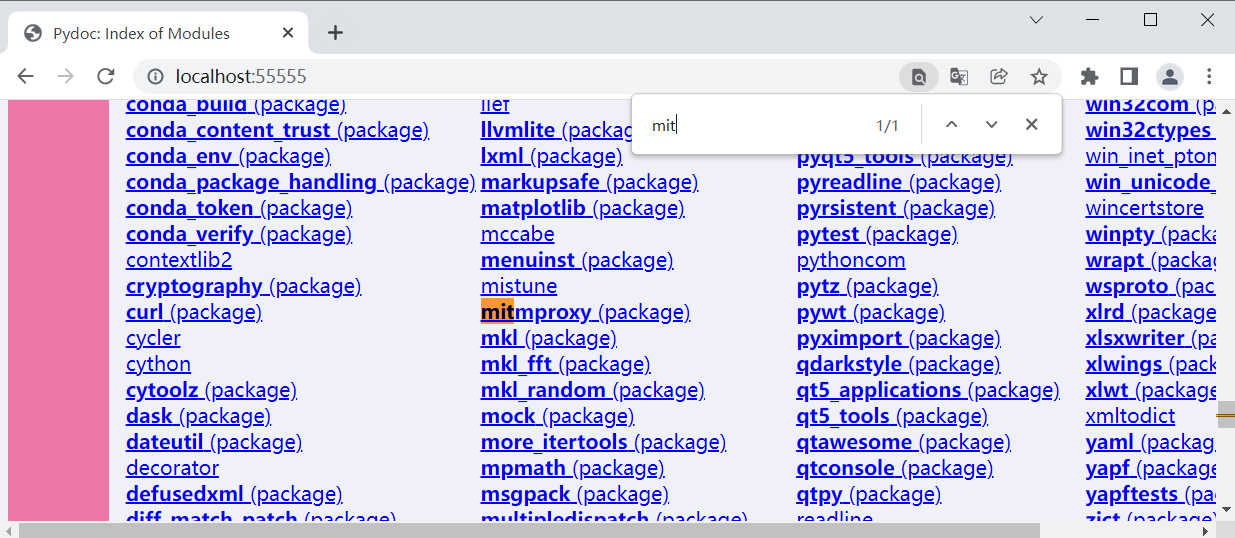 Pydoc: Index of Modules
localhost:55555
mit
1/1
conda_build (package)
conda_content_trust (package)
conda_env (package)
conda_package_handling (package)
conda_token (package)
conda_verify (package)
contextlib2
cryptography (package)
curl (package)
cycler
cython
cytoolz (package)
dask (package)
dateutil (package)
decorator
defusedxml (package)
diff_match_patch (package)
lief
llvmlite (package)
lxml (package)
markupsafe (package)
matplotlib (package)
mccabe
menuinst (package)
mistune
mitmproxy (package)
mkl (package)
mkl_fft (package)
mkl_random (package)
mock (package)
more_itertools (package)
mpmath (package)
msgpack (package)
multipledispatch (package)
pyqt5_tools (package)
pyreadline (package)
pyrsistent (package)
pytest (package)
pythoncom
pytz (package)
pywt (package)
pyximport (package)
qdarkstyle (package)
qt5_applications (package)
qt5_tools (package)
qtawesome (package)
qtconsole (package)
qtpy (package)
readline
win32com (p
win32ctypes
win_inet_pton
win_unicode_
wincertstore
winpty (packa
wrapt (packag
wsproto (pack
xlrd (package
xlsxwriter (pa
xlwings (pack
xlwt (package
xmltodict
yaml (packag
yapf (package
yapftests (pa
zict (package)